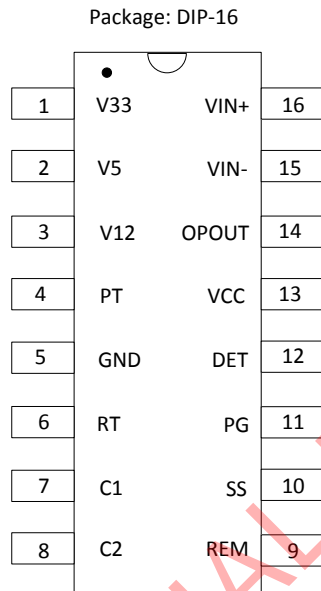 Package: DIP-16
1 V33 VIN+ 16
2 V5 VIN- 15
3 V12 OPOUT 14
4 PT VCC 13
5 GND DET 12
6 RT PG 11
7 C1 SS 10
8 C2 REM 9